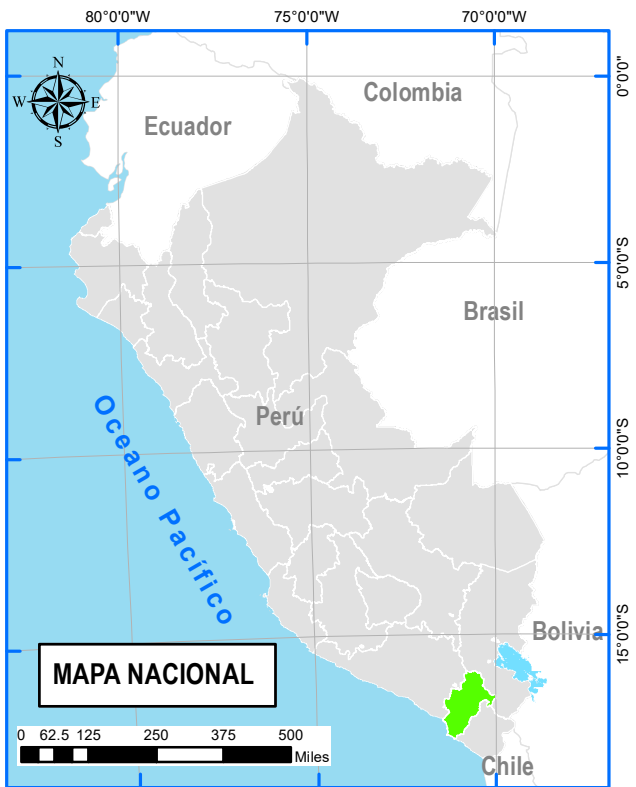 80°0'0"W 75°0'0"W 70°0'0"W
N
W E
S
0°0'0"
Colombia
Ecuador
5°0'0"S
Brasil
Perú
Oceano Pacífico
10°0'0"S
Bolivia
15°0'0"S
MAPA NACIONAL
0 62.5 125 250 375 500
Miles
Chile